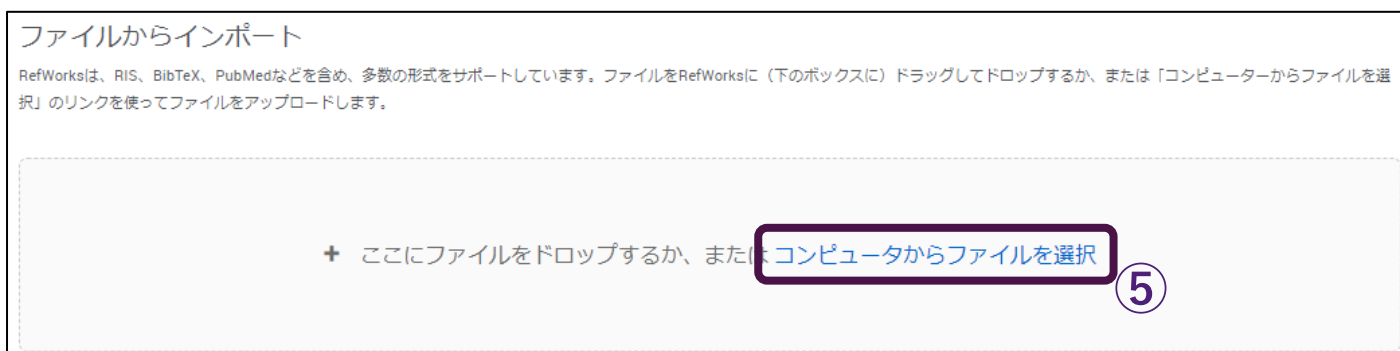 ファイルからインポート
RefWorksは、RIS、BibTeX、PubMedなどを含め、多数の形式をサポートしています。ファイルをRefWorksに（下のボックスに）ドラッグしてドロップするか、または「コンピューターからファイルを選
択」のリンクを使ってファイルをアップロードします。
+ ここにファイルをドロップするか、または コンピュータからファイルを選択
⑤